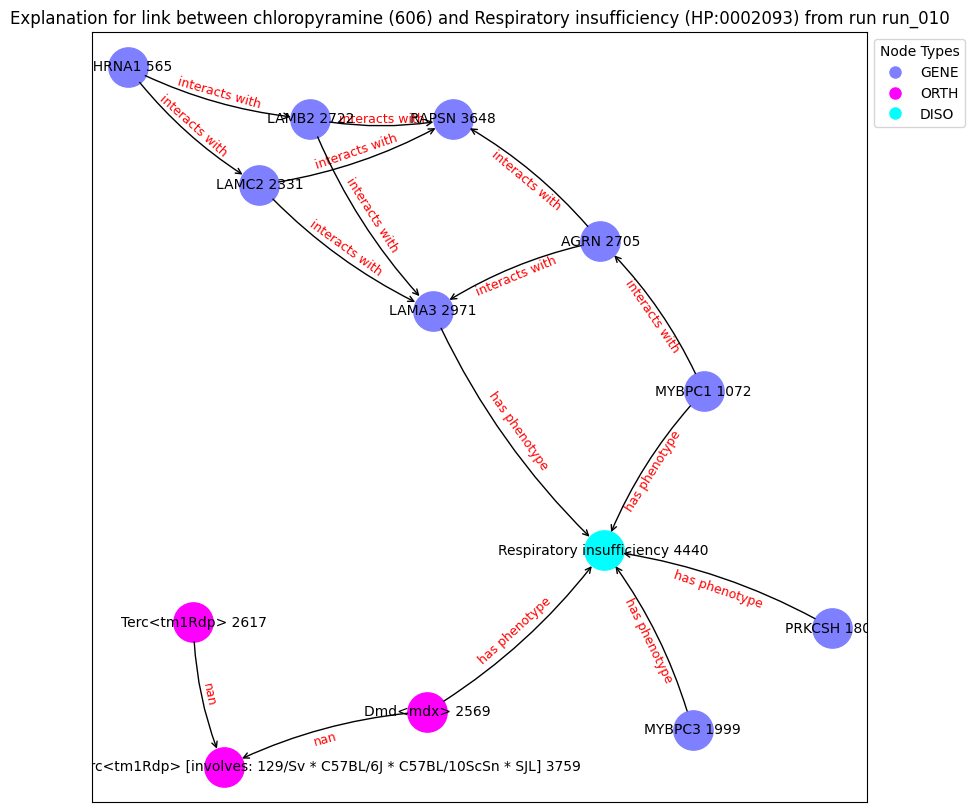 Explanation for link between chloropyramine (606) and Respiratory insufficiency (HP:0002093) from run run_010
Node Types
GENE
ORTH
DISO
HRNA1 565
interacts with
LAMB2 2722
interacts with
RAPSN 3648
interacts with
interacts with
LAMC2 2331
interacts with
interacts with
interacts with
AGRN 2705
interacts with
LAMA3 2971
interacts with
MYBPC1 1072
has phenotype
has phenotype
Respiratory insufficiency 4440
has phenotype
has phenotype
has phenotype
Terc<tm1Rdp> 2617
PRKCSH 180
nan
Dmd<mdx> 2569
nan
MYBPC3 1999
rc<tm1Rdp> [involves: 129/Sv * C57BL/6J * C57BL/10ScSn * SJL] 3759